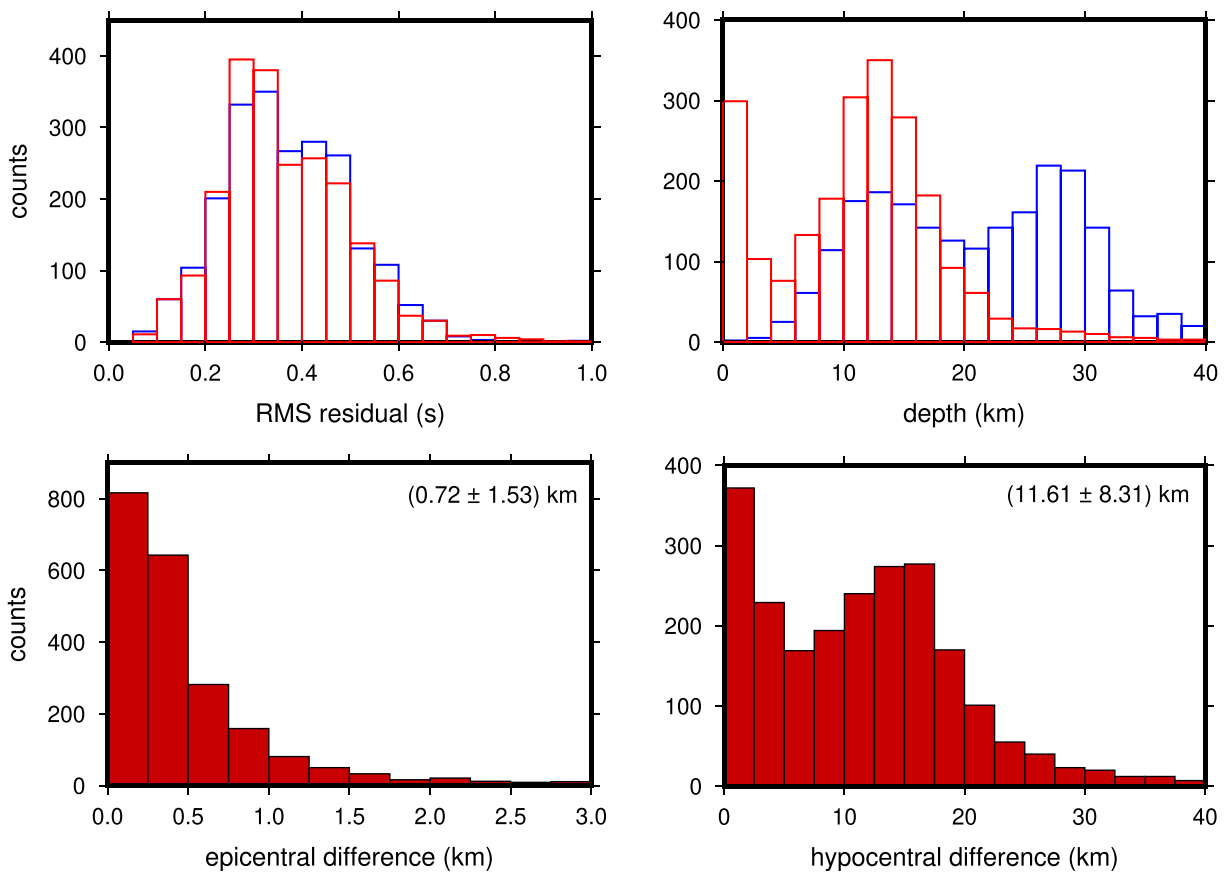 400
300
200
100
0
counts
0.0 0.2 0.4 0.6 0.8 1.0
RMS residual (s)
400
300
200
100
0
0 10 20 30 40
depth (km)
(0.72 ± 1.53) km
800
600
400
200
0
counts
0.0 0.5 1.0 1.5 2.0 2.5 3.0
epicentral difference (km)
(11.61 ± 8.31) km
400
300
200
100
0
0 10 20 30 40
hypocentral difference (km)